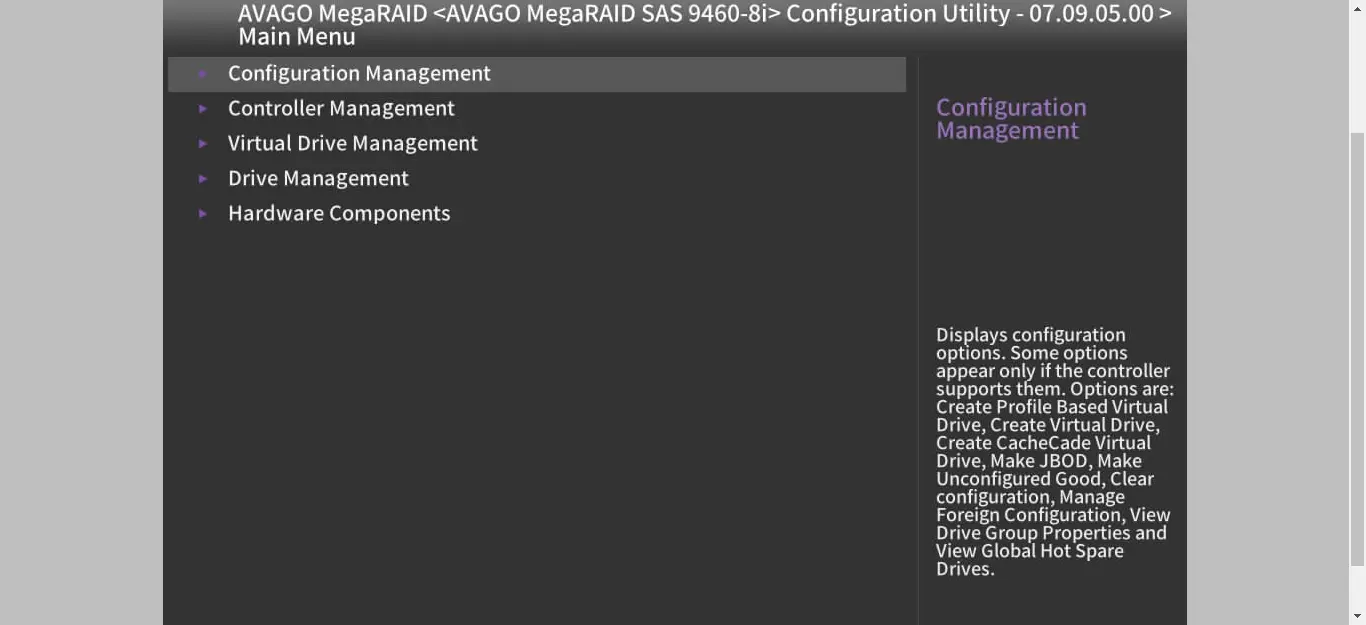 AVAGO MegaRAID <AVAGO MegaRAID SAS 9460-8i> Configuration Utility - 07.09.05.00 >
Main Menu
Configuration Management
Controller Management
Virtual Drive Management
Drive Management
Hardware Components
Configuration
Management
Displays configuration
options. Some options
appear only if the controller
supports them. Options are:
Create Profile Based Virtual
Drive, Create Virtual Drive,
Create CacheCade Virtual
Drive, Make JBOD, Make
Unconfigured Good, Clear
configuration, Manage
Foreign Configuration, View
Drive Group Properties and
View Global Hot Spare
Drives.